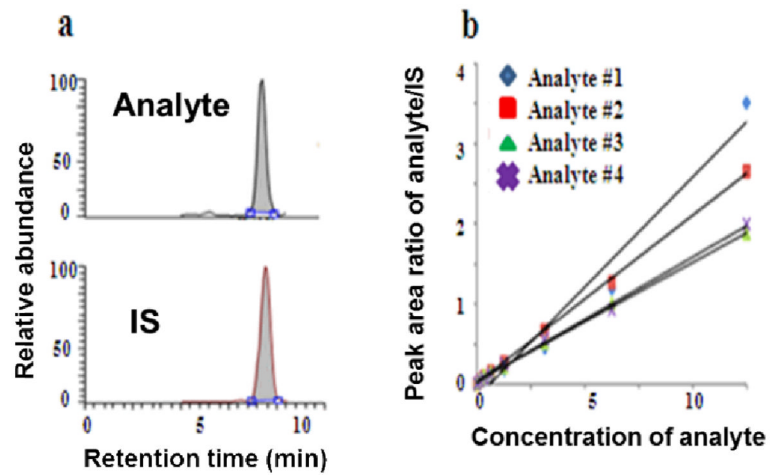 a
Relative abundance
100
50
0
Analyte
100
50
0
IS
0 5 10
Retention time (min)
b
Peak area ratio of analyte/IS
4
3
2
1
0
Analyte #1
Analyte #2
Analyte #3
Analyte #4
0 5 10
Concentration of analyte